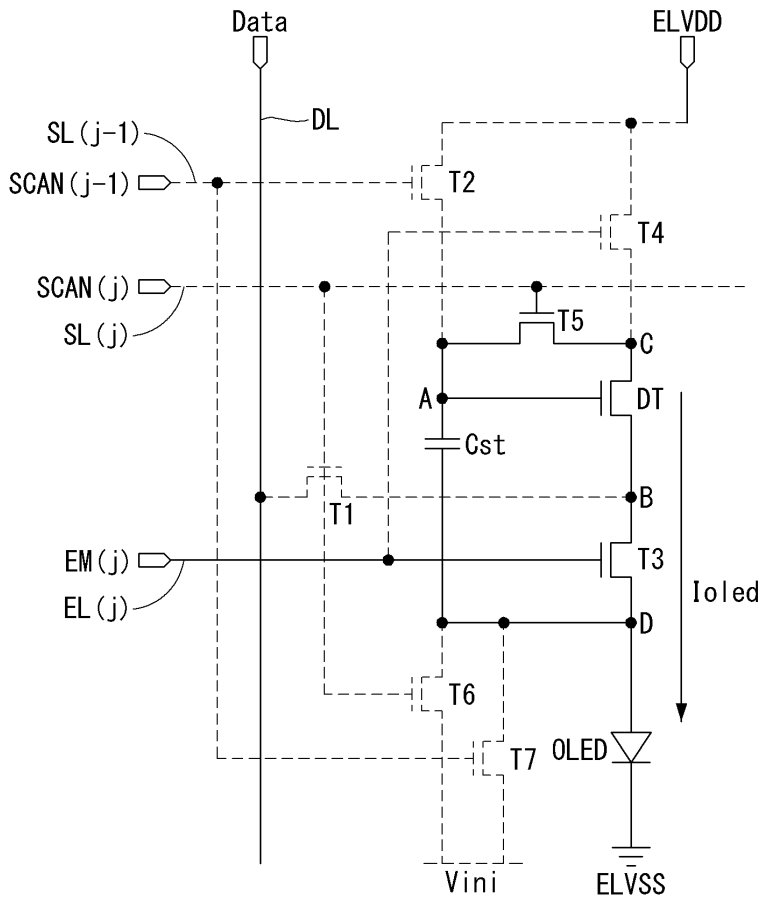 Data
ELVDD
DL
SL(j-1)
SCAN(j-1)
T2
T4
SCAN(j)
SL(j)
T5
C
A
DT
Cst
T1
B
EM(j)
T3
EL(j)
Ioled
D
T6
T7
OLED
Vini
ELVSS